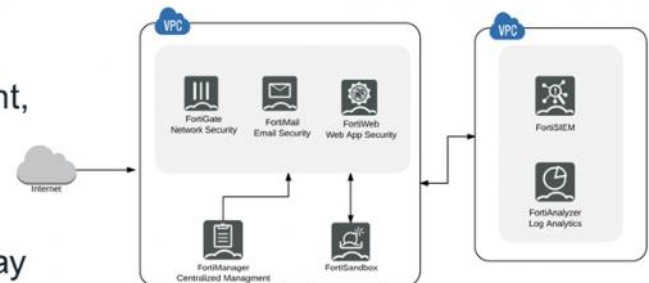 nt,
ay
Internet
VPC
FortiGate
Network Security
FortiMail
Email Security
FortiWeb
Web App Security
FortiManager
Centralized Managment
FortiSandbox
VPC
FortiSIEM
FortiAnalyzer
Log Analytics